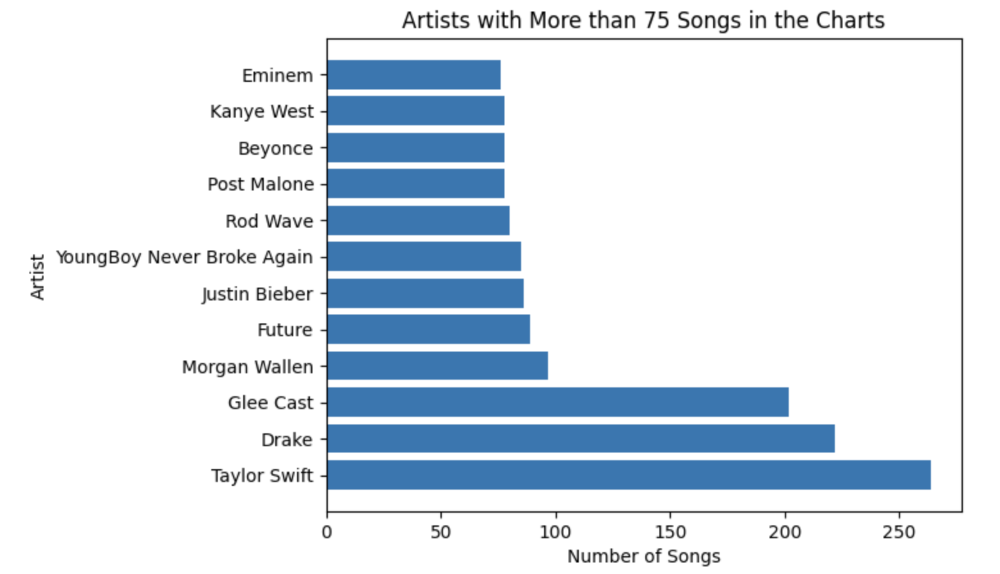 Artists with More than 75 Songs in the Charts
Eminem
Kanye West
Beyonce
Post Malone
Rod Wave
YoungBoy Never Broke Again
Justin Bieber
Future
Morgan Wallen
Glee Cast
Drake
Taylor Swift
Artist
0 50 100 150 200 250
Number of Songs